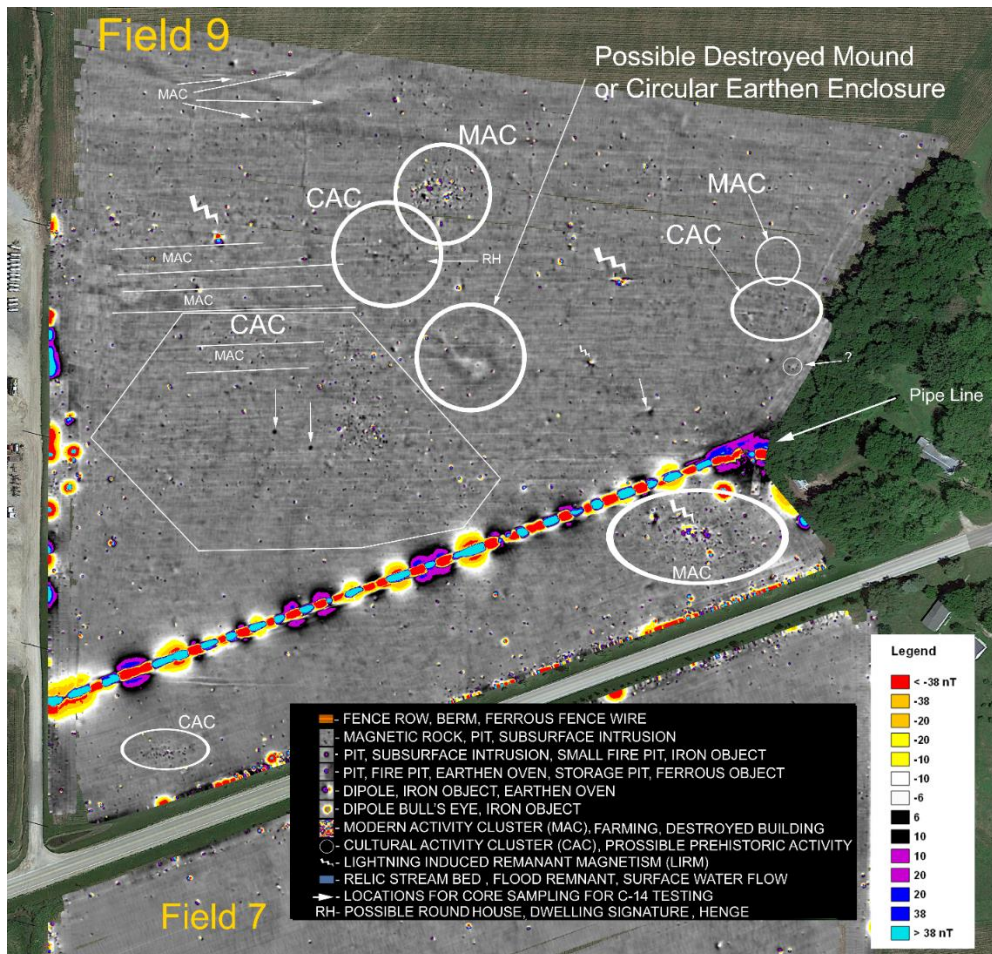 Field 9
Possible Destroyed Mound
or Circular Earthen Enclosure
MAC
MAC
MAC
CAC
CAC
RH
MAC
MAC
CAC
MAC
?
Pipe Line
MAC
CAC
Legend
< -38 nT
-38
-20
-10
-10
-6
6
10
10
20
20
38
> 38 nT
- FENCE ROW, BERM, FERROUS FENCE WIRE
- MAGNETIC ROCK, PIT, SUBSURFACE INTRUSION
- PIT, SUBSURFACE INTRUSION, SMALL FIRE PIT, IRON OBJECT
- PIT, FIRE PIT, EARTHEN OVEN, STORAGE PIT, FERROUS OBJECT
- DIPOLE, IRON OBJECT, EARTHEN OVEN
- DIPOLE BULL'S EYE, IRON OBJECT
- MODERN ACTIVITY CLUSTER (MAC), FARMING, DESTROYED BUILDING
- CULTURAL ACTIVITY CLUSTER (CAC), PROSSIBLE PREHISTORIC ACTIVITY
- LIGHTNING INDUCED REMANANT MAGNETISM (LIRM)
- RELIC STREAM BED , FLOOD REMNANT, SURFACE WATER FLOW
- LOCATIONS FOR CORE SAMPLING FOR C-14 TESTING
RH- POSSIBLE ROUND HOUSE, DWELLING SIGNATURE , HENGE
Field 7